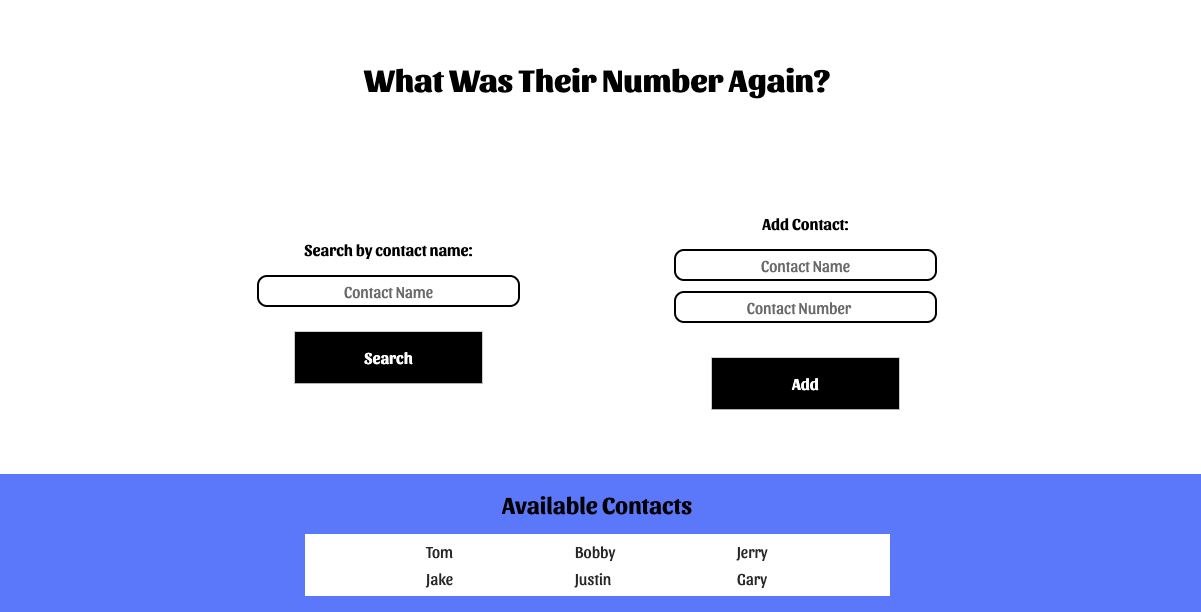 What Was Their Number Again?
Search by contact name:
Contact Name
Search
Add Contact:
Contact Name
Contact Number
Add
Available Contacts
Tom Bobby Jerry
Jake Justin Gary